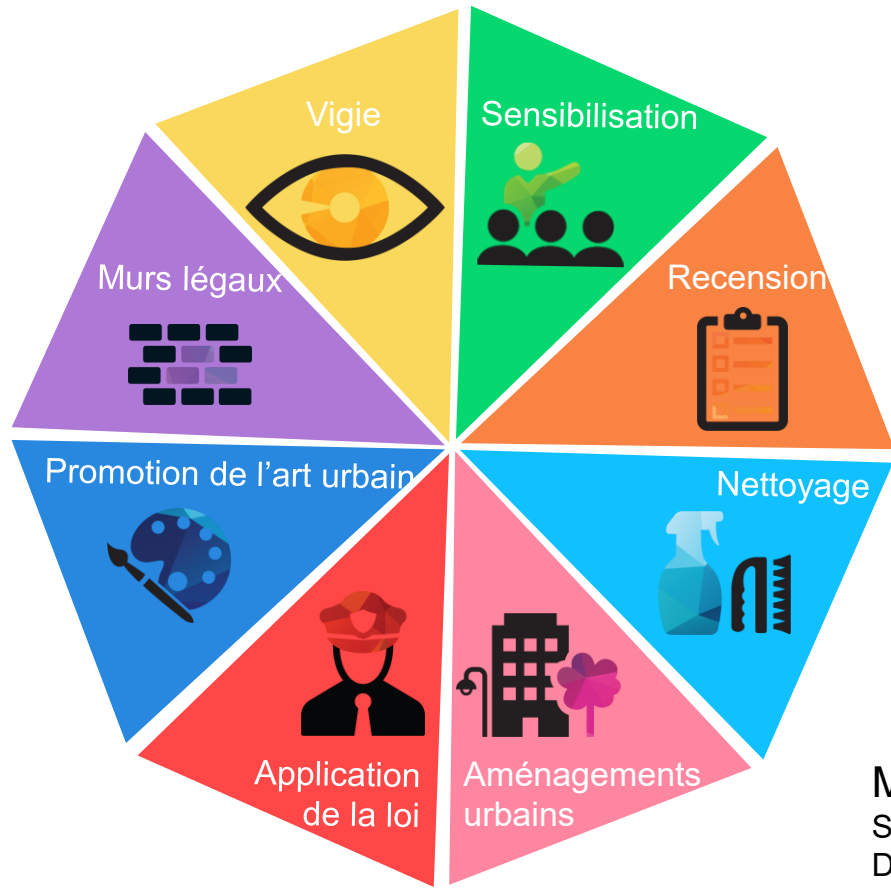 Vigie
Sensibilisation
Murs légaux
Recension
Promotion de l'art urbain
Nettoyage
Application
de la loi
Aménagements
urbains